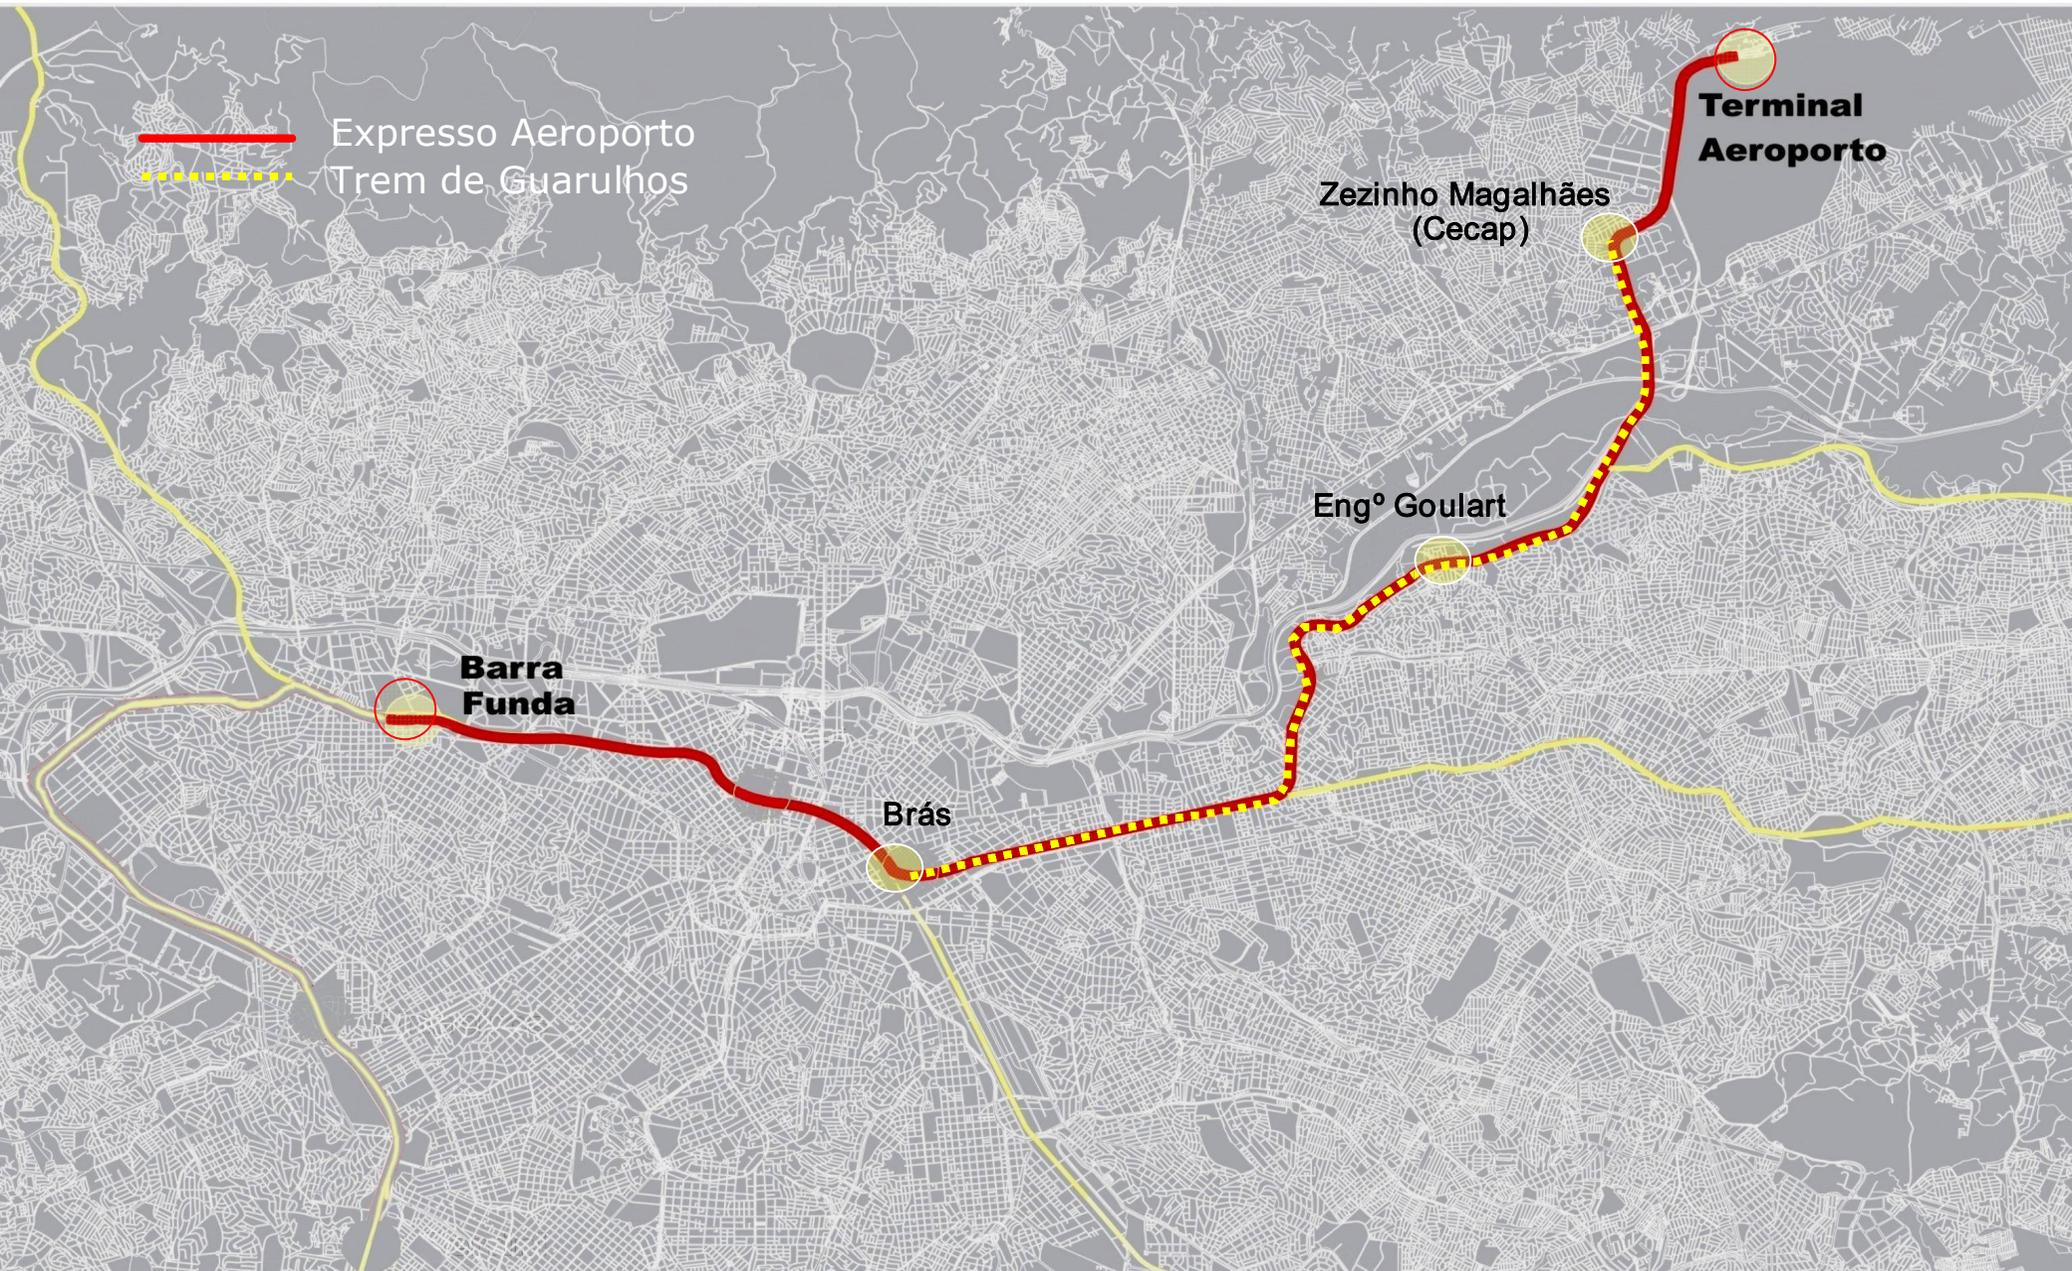 Expresso Aeroporto
Trem de Guarulhos
Terminal
Aeroporto
Zezinho Magalhães
(Cecap)
Engº Goulart
Barra
Funda
Brás